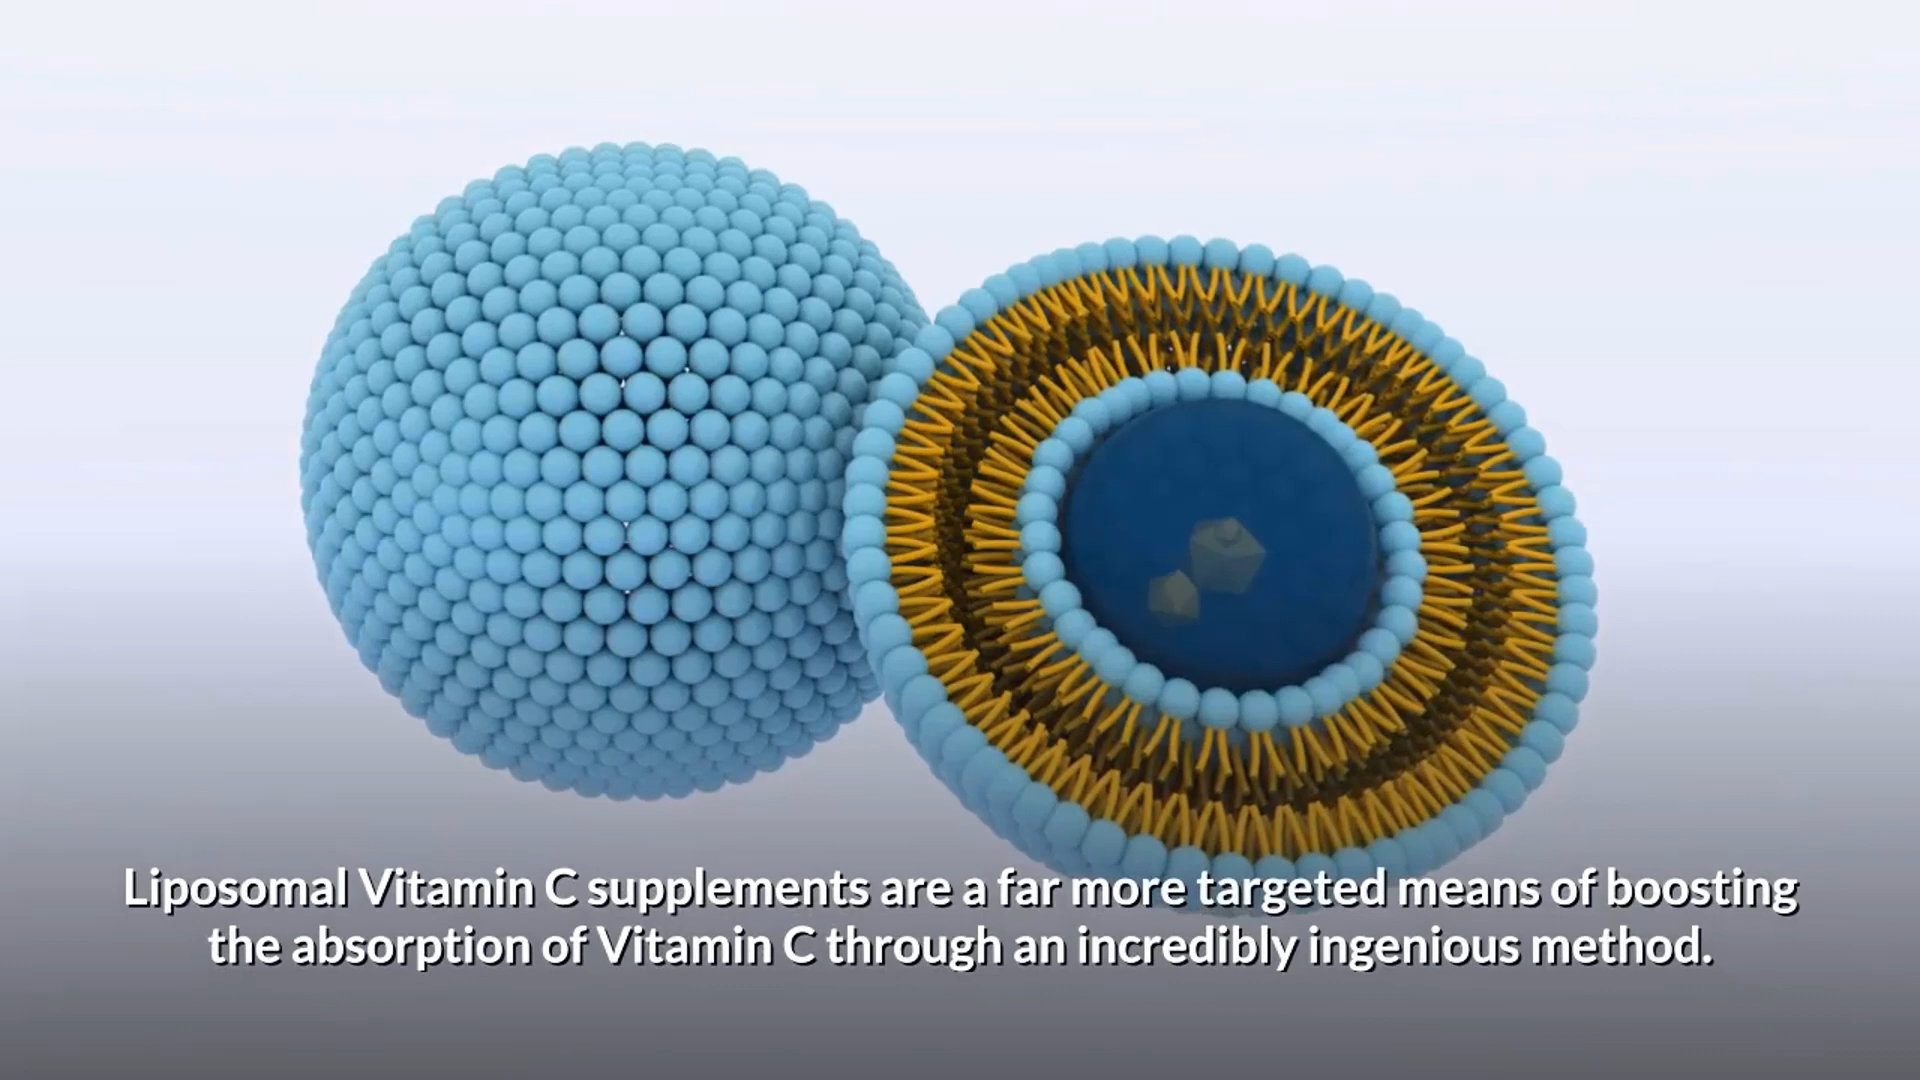 Liposomal Vitamin C supplements are a far more targeted means of boosting
the absorption of Vitamin C through an incredibly ingenious method.